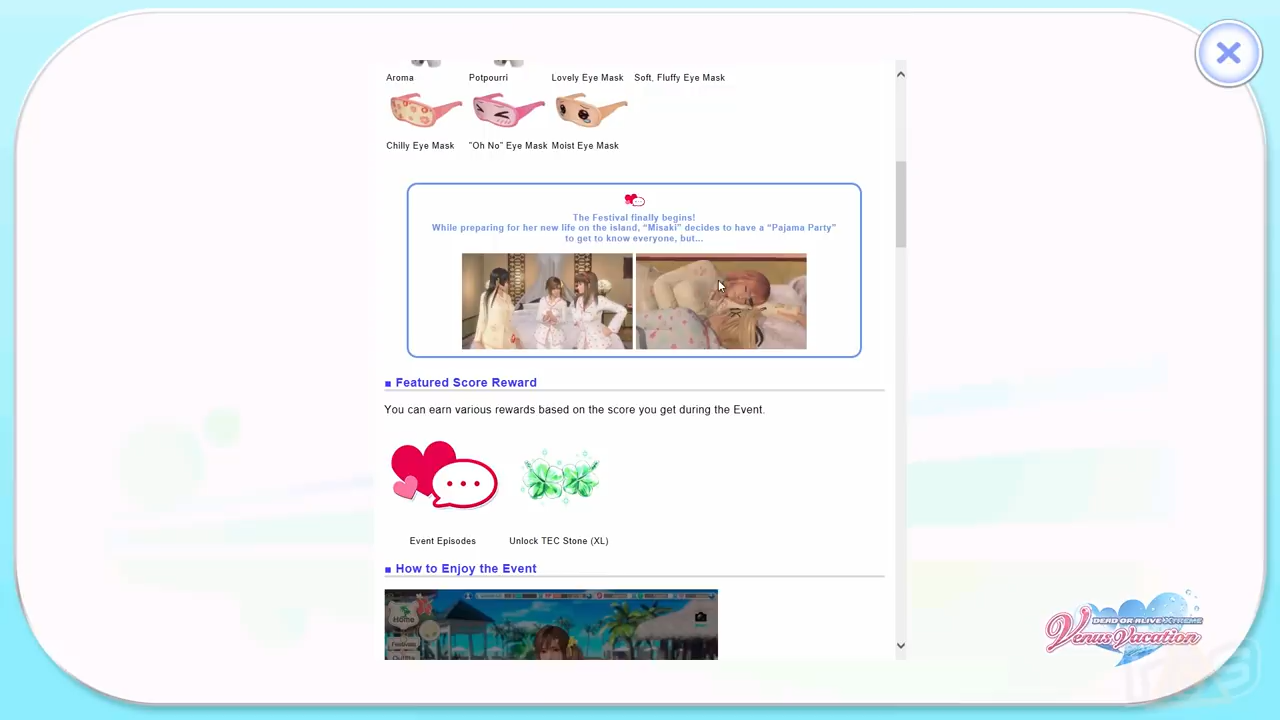 Aroma Potpourri Lovely Eye Mask Soft, Fluffy Eye Mask
Chilly Eye Mask "Oh No" Eye Mask Moist Eye Mask
The Festival finally begins!
While preparing for her new life on the island, “Misaki” decides to have a “Pajama Party”
to get to know everyone, but...
■ Featured Score Reward
You can earn various rewards based on the score you get during the Event.
Event Episodes Unlock TEC Stone (XL)
■ How to Enjoy the Event
Home
Festivals
DEAD OR ALIVE XTREME
Venus Vacation